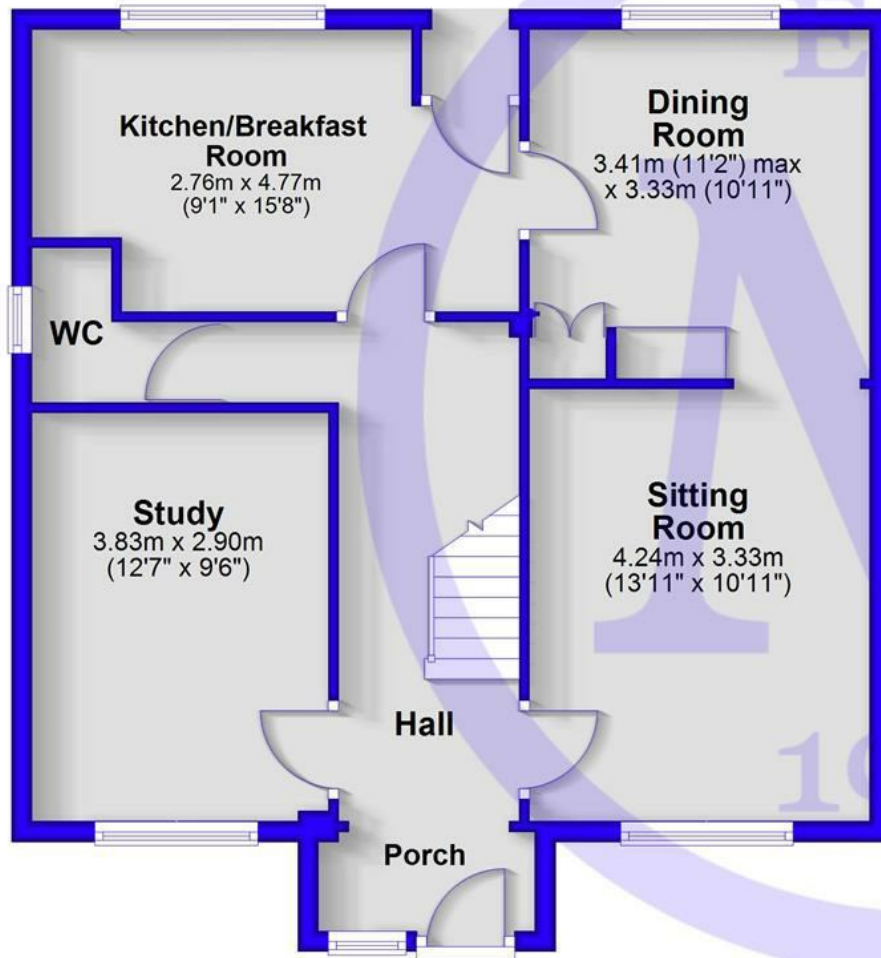 Kitchen/Breakfast
Room
2.76m x 4.77m
(9'1" x 15'8")
Dining
Room
3.41m (11'2") max
x 3.33m (10'11")
WC
Study
3.83m x 2.90m
(12'7" x 9'6")
Sitting
Room
4.24m x 3.33m
(13'11" x 10'11")
Hall
Porch
E
N